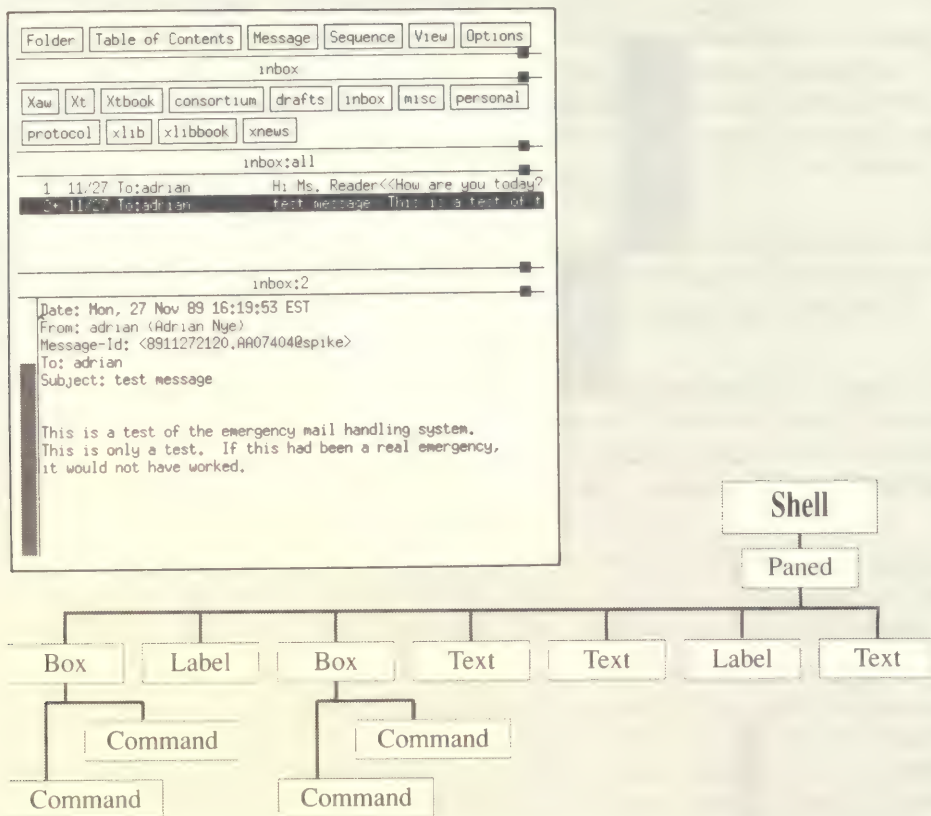 Folder Table of Contents Message Sequence View Options
inbox
Xaw Xt Xtbook consortium drafts inbox misc personal
protocol xlib xlibbook xnews
inbox:all
1 11/27 To:adrian Hi Ms. Reader<<How are you today?
2+ 11/27 To:adrian test message This is a test of t
inbox:2
Date: Mon, 27 Nov 89 16:19:53 EST
From: adrian (Adrian Nye)
Message-Id: <8911272120.AA07404@spike>
To: adrian
Subject: test message
This is a test of the emergency mail handling system.
This is only a test. If this had been a real emergency,
it would not have worked.
Shell
Paned
Box Label Box Text Text Label Text
Command Command
Command Command